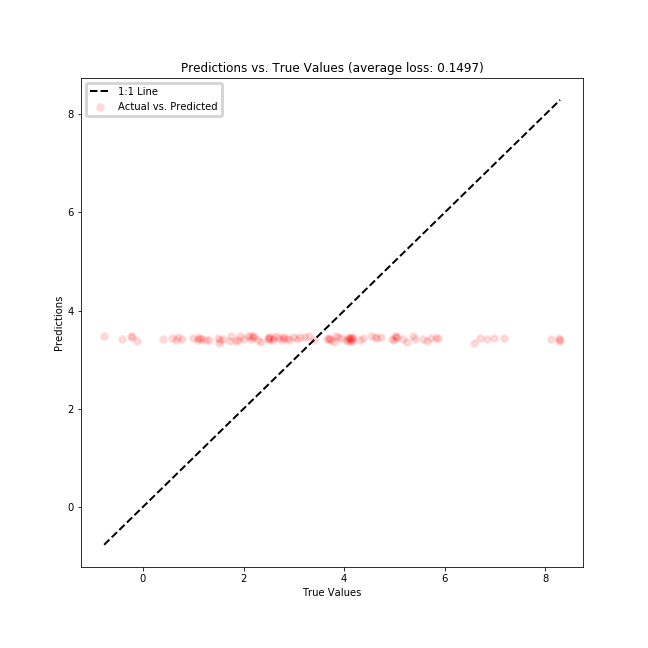 Predictions vs. True Values (average loss: 0.1497)
1:1 Line
Actual vs. Predicted
8
6
4
2
0
Predictions
0 2 4 6 8
True Values